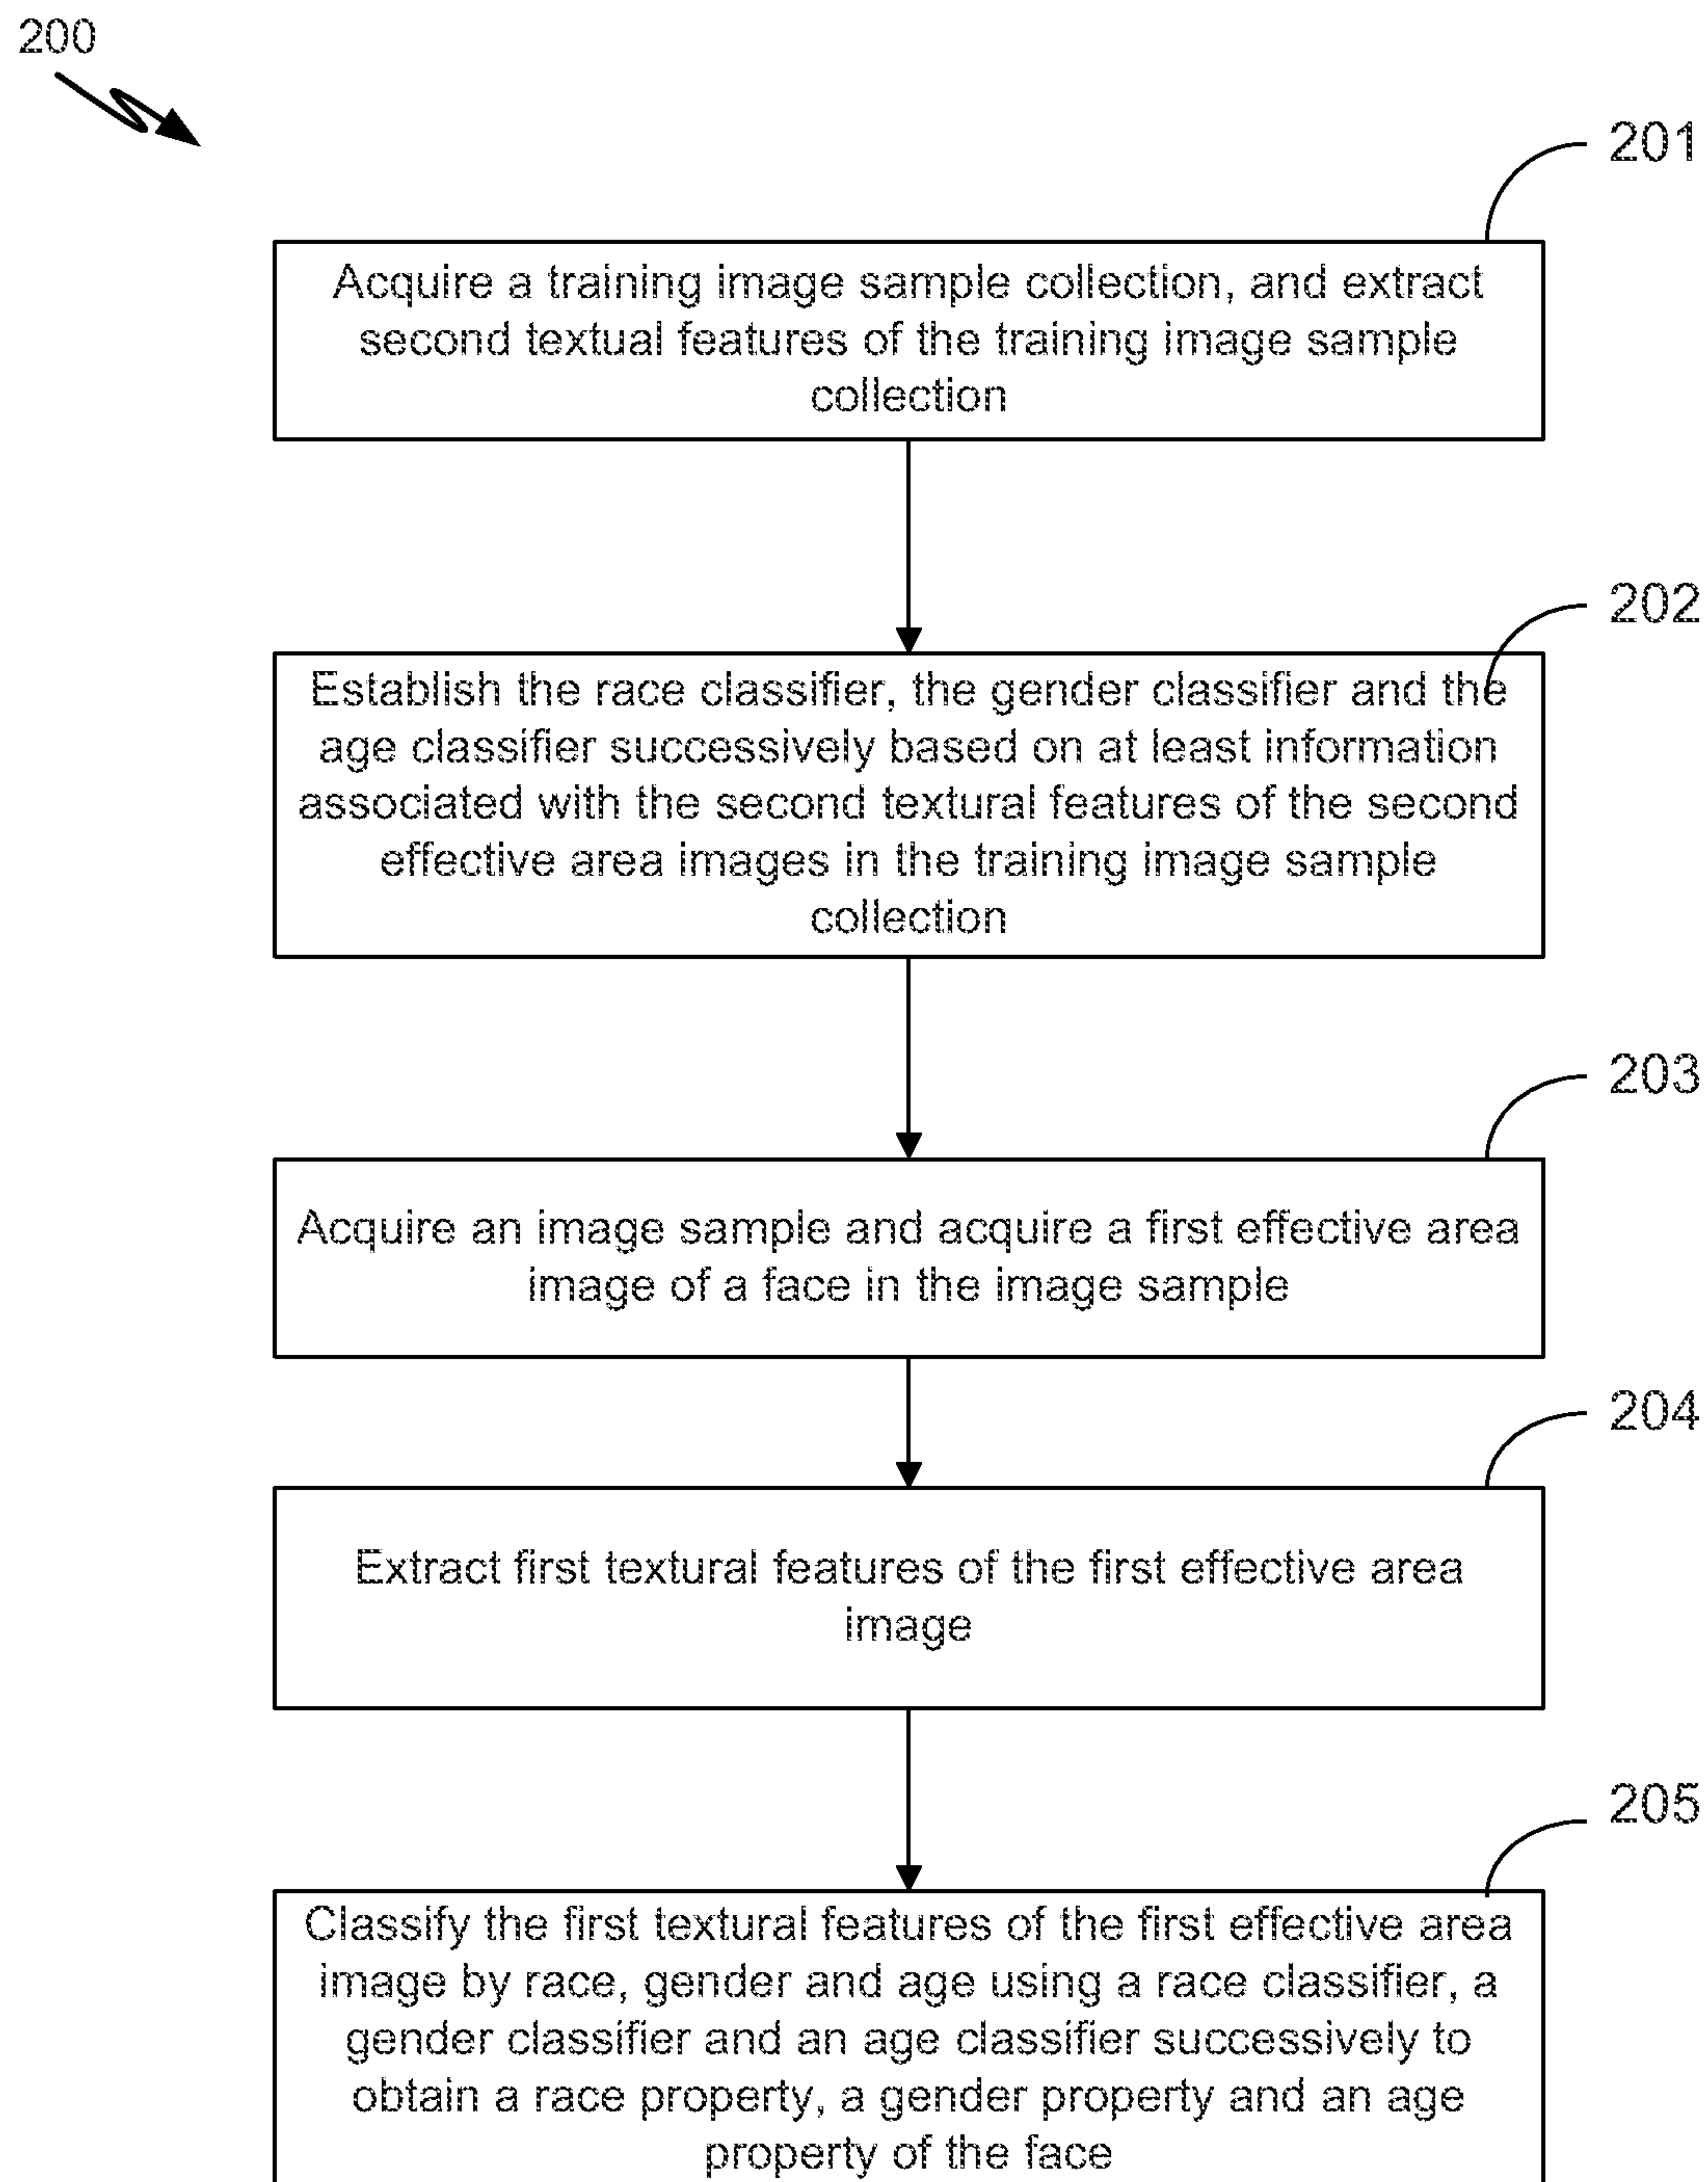 200
201
Acquire a training image sample collection, and extract
second textual features of the training image sample
collection
202
Establish the race classifier, the gender classifier and the
age classifier successively based on at least information
associated with the second textural features of the second
effective area images in the training image sample
collection
203
Acquire an image sample and acquire a first effective area
image of a face in the image sample
204
Extract first textural features of the first effective area
image
205
Classify the first textural features of the first effective area
image by race, gender and age using a race classifier, a
gender classifier and an age classifier successively to
obtain a race property, a gender property and an age
property of the face